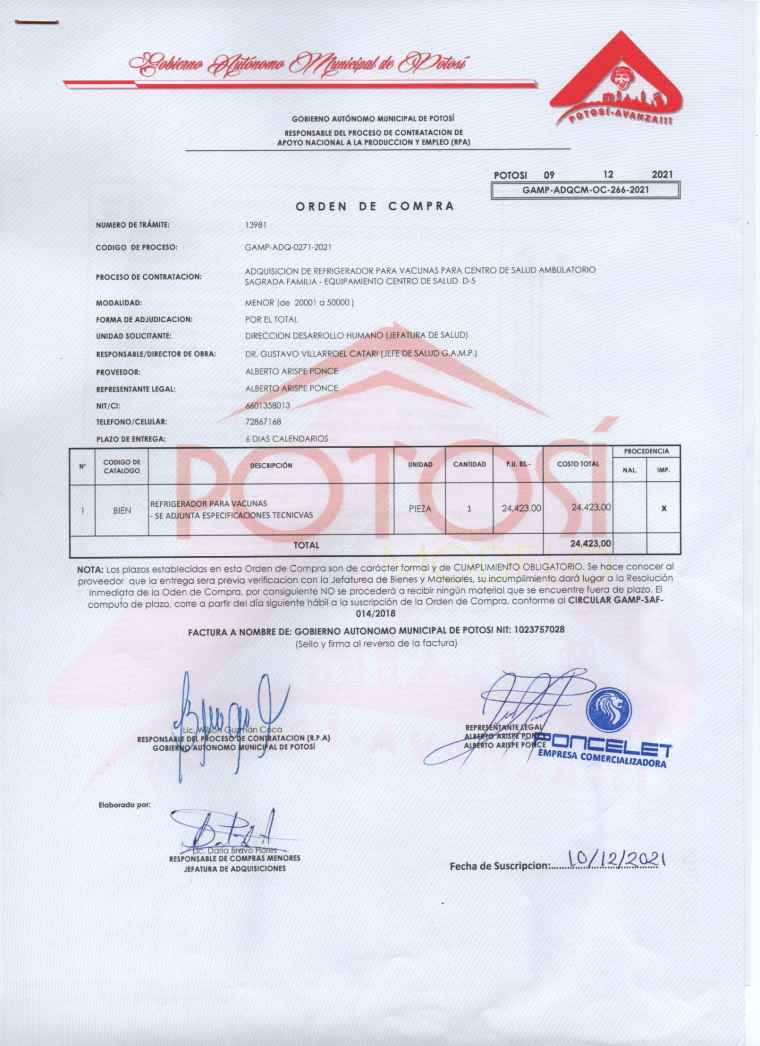 Gobierno Autónomo Municipal de Potosí
POTOSÍ-AVANZA!!!
GOBIERNO AUTÓNOMO MUNICIPAL DE POTOSÍ
RESPONSABLE DEL PROCESO DE CONTRATACION DE
APOYO NACIONAL A LA PRODUCCION Y EMPLEO (RPA)
POTOSI 09 12 2021
GAMP-ADQCM-OC-266-2021
ORDEN DE COMPRA
NUMERO DE TRÁMITE: 13981
CODIGO DE PROCESO: GAMP-ADQ-0271-2021
PROCESO DE CONTRATACION: ADQUISICION DE REFRIGERADOR PARA VACUNAS PARA CENTRO DE SALUD AMBULATORIO
SAGRADA FAMILIA - EQUIPAMIENTO CENTRO DE SALUD D-5
MODALIDAD: MENOR (de 20001 a 50000 )
FORMA DE ADJUDICACION: POR EL TOTAL
UNIDAD SOLICITANTE: DIRECCION DESARROLLO HUMANO (JEFATURA DE SALUD)
RESPONSABLE/DIRECTOR DE OBRA: DR. GUSTAVO VILLARROEL CATARI (JEFE DE SALUD G.A.M.P.)
PROVEEDOR: ALBERTO ARISPE PONCE
REPRESENTANTE LEGAL: ALBERTO ARISPE PONCE
NIT/CI: 6601358013
TELEFONO/CELULAR: 72867168
PLAZO DE ENTREGA: 6 DIAS CALENDARIOS
POTOSÍ
N° CODIGO DE CATALOGO DESCRIPCIÓN UNIDAD CANTIDAD P.U. BS.- COSTO TOTAL PROCEDENCIA
NAL. IMP.
1 BIEN REFRIGERADOR PARA VACUNAS
- SE ADJUNTA ESPECIFICACIONES TECNICVAS PIEZA 1 24.423,00 24.423,00 X
TOTAL 24.423,00
NOTA: Los plazos establecidos en esta Orden de Compra son de carácter formal y de CUMPLIMIENTO OBLIGATORIO. Se hace conocer al
proveedor que la entrega sera previa verificacion con la Jefaturea de Bienes y Materiales, su incumplimiento dará lugar a la Resolución
Inmediata de la Oden de Compra, por consiguiente NO se procederá a recibir ningún material que se encuentre fuera de plazo. El
computo de plazo, corre a partir del día siguiente hábil a la suscripción de la Orden de Compra, conforme al CIRCULAR GAMP-SAF-
014/2018
FACTURA A NOMBRE DE: GOBIERNO AUTONOMO MUNICIPAL DE POTOSI NIT: 1023757028
(Sello y firma al reverso de la factura)
Lic. Wilson Guzmán Coca
RESPONSABLE DEL PROCESO DE CONTRATACION (R.P.A)
GOBIERNO AUTONOMO MUNICIPAL DE POTOSÍ
REPRESENTANTE LEGAL
ALBERTO ARISPE PONCE
ALBERTO ARISPE PONCE
PONCELET
EMPRESA COMERCIALIZADORA
Elaborado por:
Lic. Daria Bravo Flores
RESPONSABLE DE COMPRAS MENORES
JEFATURA DE ADQUISICIONES
Fecha de Suscripcion: 10/12/2021